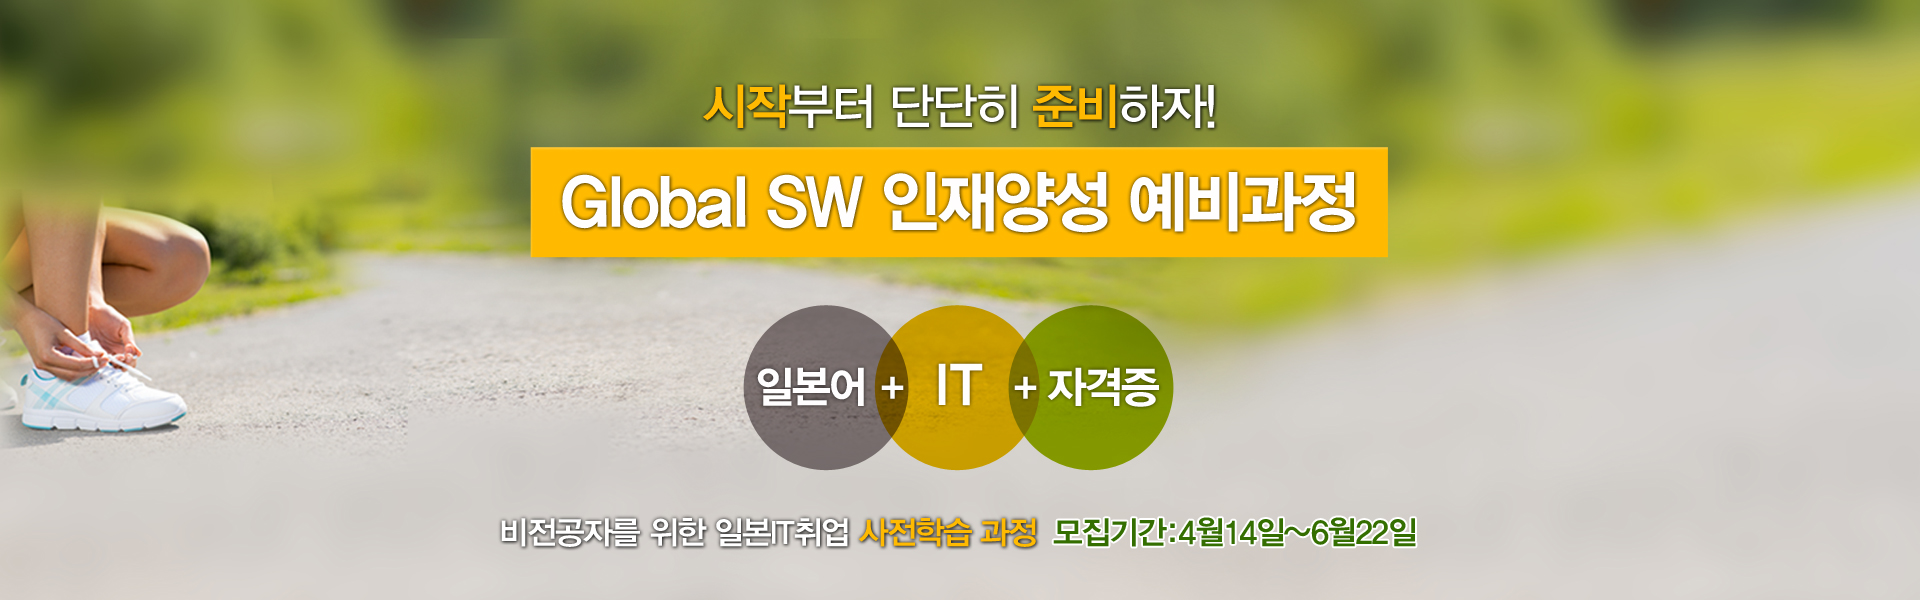 시작부터 단단히 준비하자!
Global SW 인재양성 예비과정
일본어 + IT + 자격증
비전공자를 위한 일본IT취업 사전학습 과정 모집기간:4월14일~6월22일